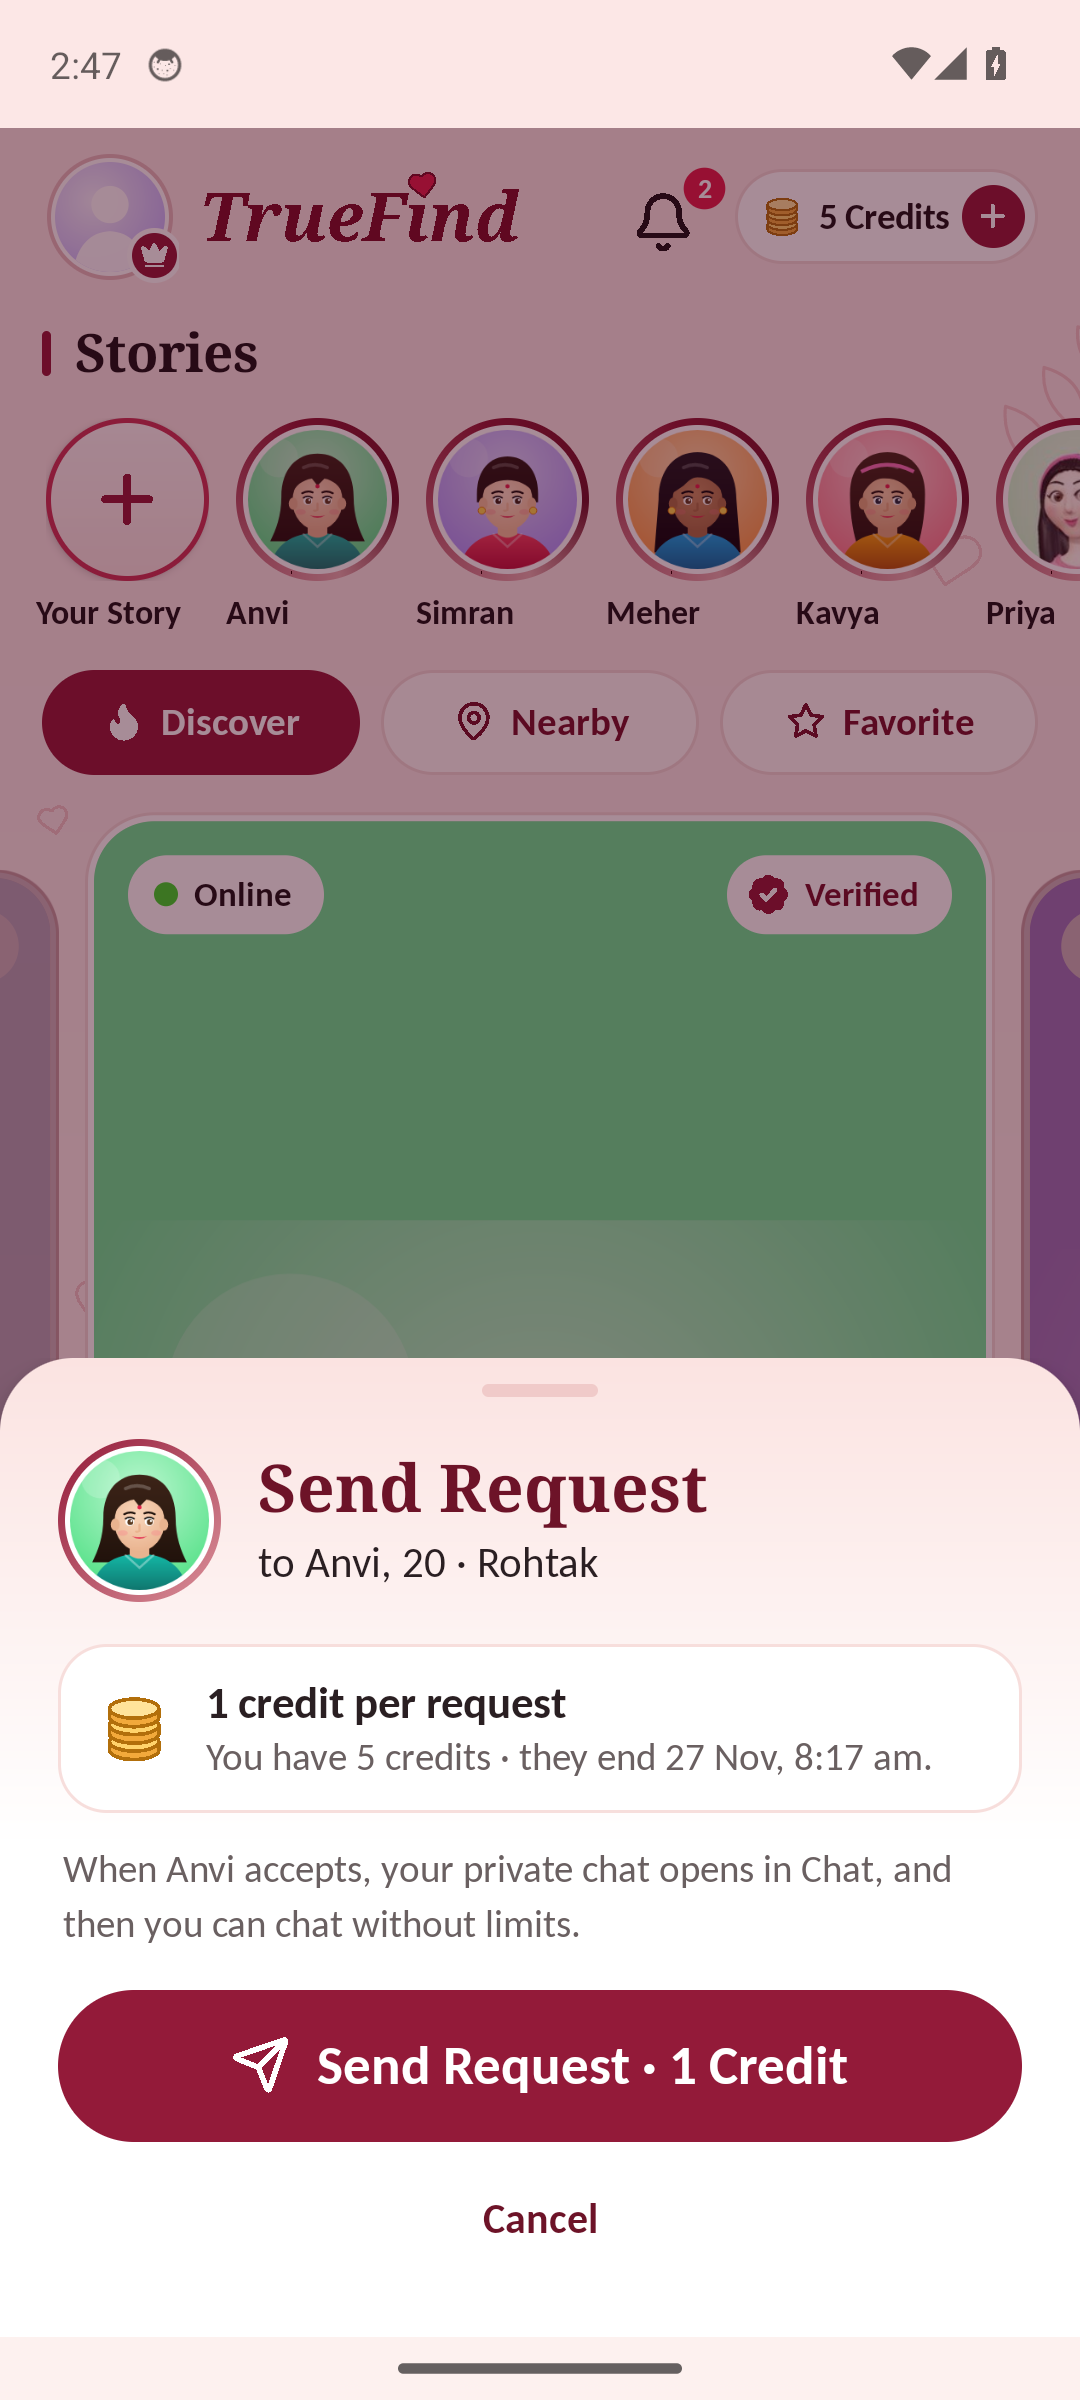 2:47
TrueFind
2
5 Credits
Stories
Your Story
Anvi
Simran
Meher
Kavya
Priya
Discover
Nearby
Favorite
Online
Verified
Send Request
to Anvi, 20 · Rohtak
1 credit per request
You have 5 credits · they end 27 Nov, 8:17 am.
When Anvi accepts, your private chat opens in Chat, and
then you can chat without limits.
Send Request · 1 Credit
Cancel